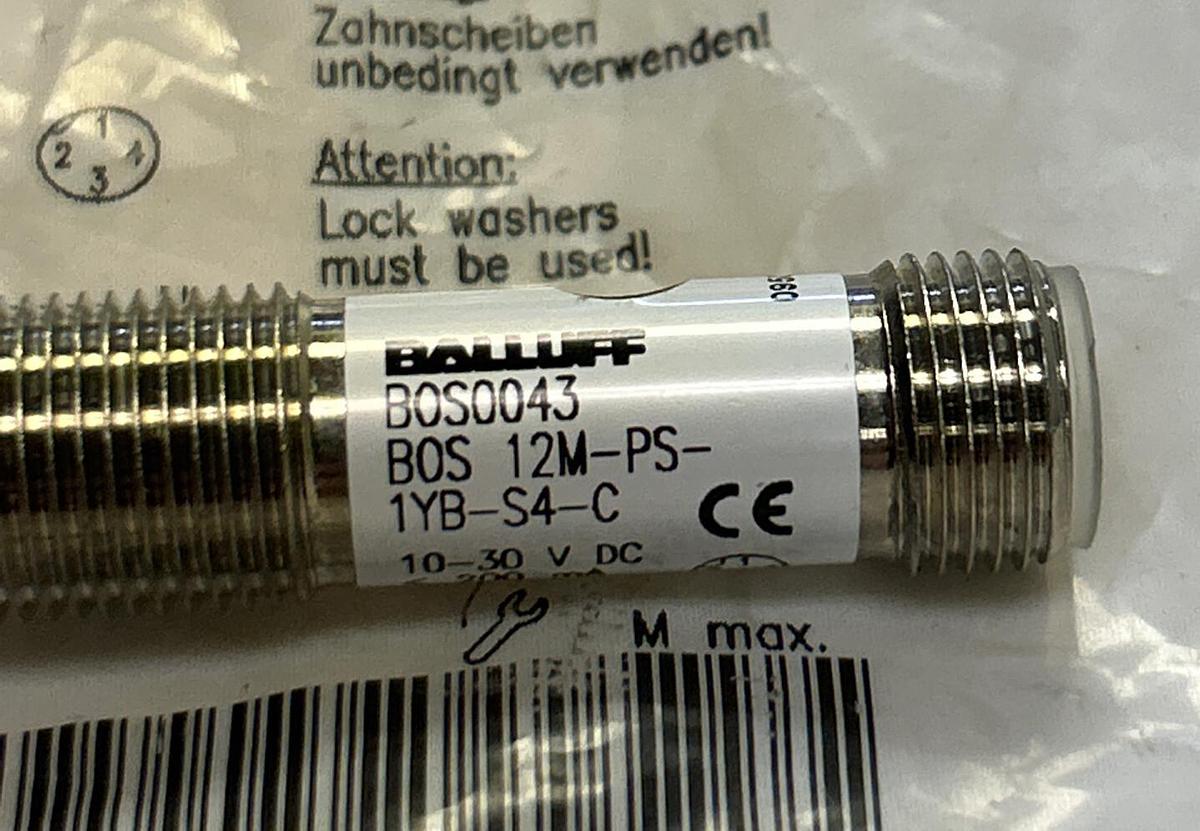 Zahnscheiben
unbedingt verwenden!
1
2 4
3
Attention:
Lock washers
must be used!
BALLUFF
BOS0043
BOS 12M-PS-
1YB-S4-C
CE
10-30 V DC
M max.